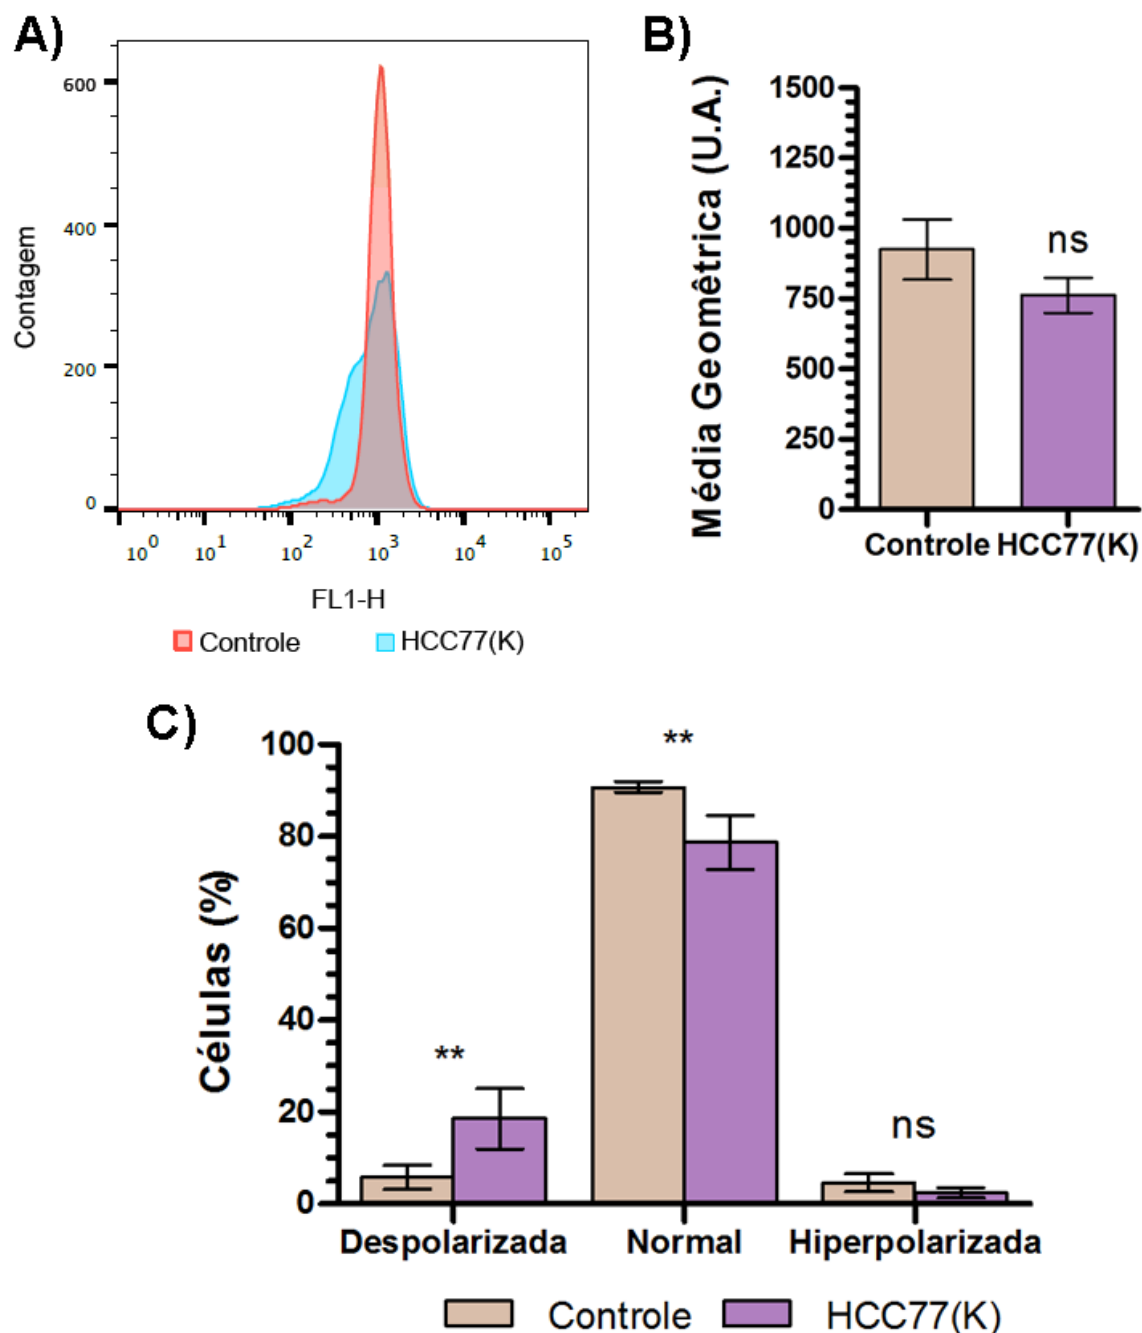 A)
600
400
200
0
Contagem
10^0 10^1 10^2 10^3 10^4 10^5
FL1-H
Controle HCC77(K)
B)
1500
1250
1000
750
500
250
0
Média Geomêtrica (U.A.)
ns
Controle HCC77(K)
C)
100
80
60
40
20
0
Células (%)
**
**
ns
Despolarizada Normal Hiperpolarizada
Controle HCC77(K)